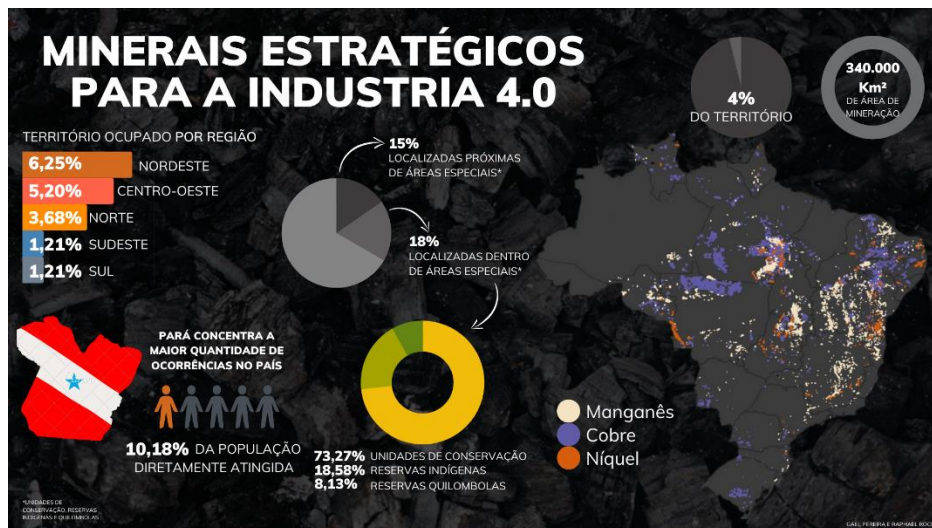 MINERAIS ESTRATÉGICOS
PARA A INDUSTRIA 4.0
4%
DO TERRITÓRIO
340.000
Km²
DE ÁREA DE
MINERAÇÃO
TERRITÓRIO OCUPADO POR REGIÃO
6,25% NORDESTE
5,20% CENTRO-OESTE
3,68% NORTE
1,21% SUDESTE
1,21% SUL
15%
LOCALIZADAS PRÓXIMAS
DE ÁREAS ESPECIAIS*
18%
LOCALIZADAS DENTRO
DE ÁREAS ESPECIAIS*
PARÁ CONCENTRA A
MAIOR QUANTIDADE DE
OCORRÊNCIAS NO PAÍS
10,18% DA POPULAÇÃO
DIRETAMENTE ATINGIDA
73,27% UNIDADES DE CONSERVAÇÃO
18,58% RESERVAS INDÍGENAS
8,13% RESERVAS QUILOMBOLAS
Manganês
Cobre
Níquel
*UNIDADES DE
CONSERVAÇÃO, RESERVAS
INDÍGENAS E QUILOMBOLAS
PEREIRA E RAPHAEL